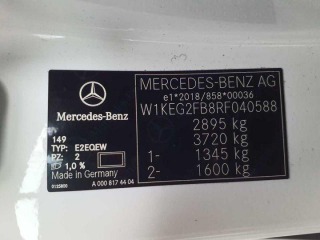 MERCEDES-BENZ AG
e1*2018/858*00036
W1KEG2FB8RF040588
2895 kg
3720 kg
1- 1345 kg
2- 1600 kg
Mercedes-Benz
149
TYP: E2EQEW
PZ: 2
1,0 %
Made in Germany
A 000 817 44 04